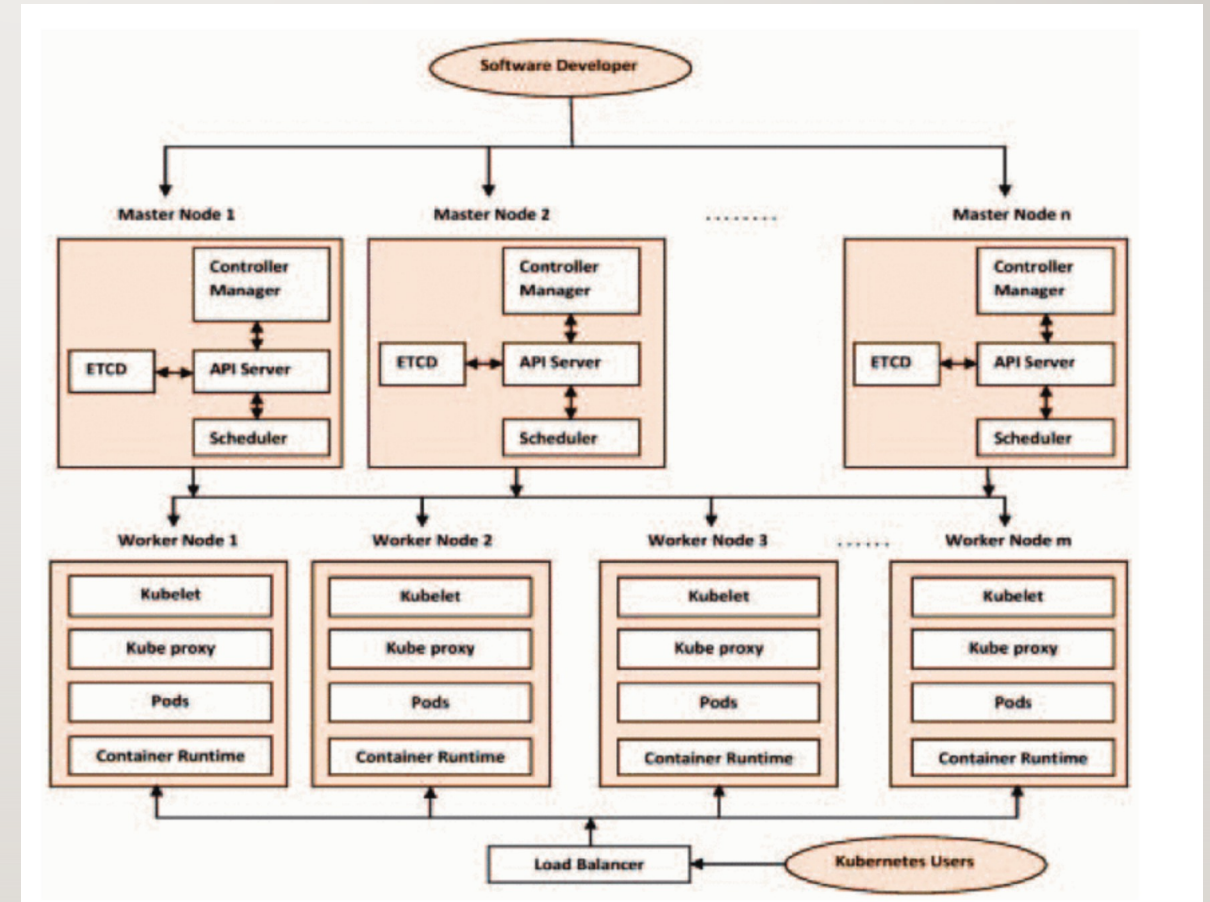 Software Developer
Master Node 1
Master Node 2
........
Master Node n
Controller
Manager
ETCD
API Server
Scheduler
Controller
Manager
ETCD
API Server
Scheduler
Controller
Manager
ETCD
API Server
Scheduler
Worker Node 1
Worker Node 2
Worker Node 3
......
Worker Node m
Kubelet
Kube proxy
Pods
Container Runtime
Kubelet
Kube proxy
Pods
Container Runtime
Kubelet
Kube proxy
Pods
Container Runtime
Kubelet
Kube proxy
Pods
Container Runtime
Load Balancer
Kubernetes Users